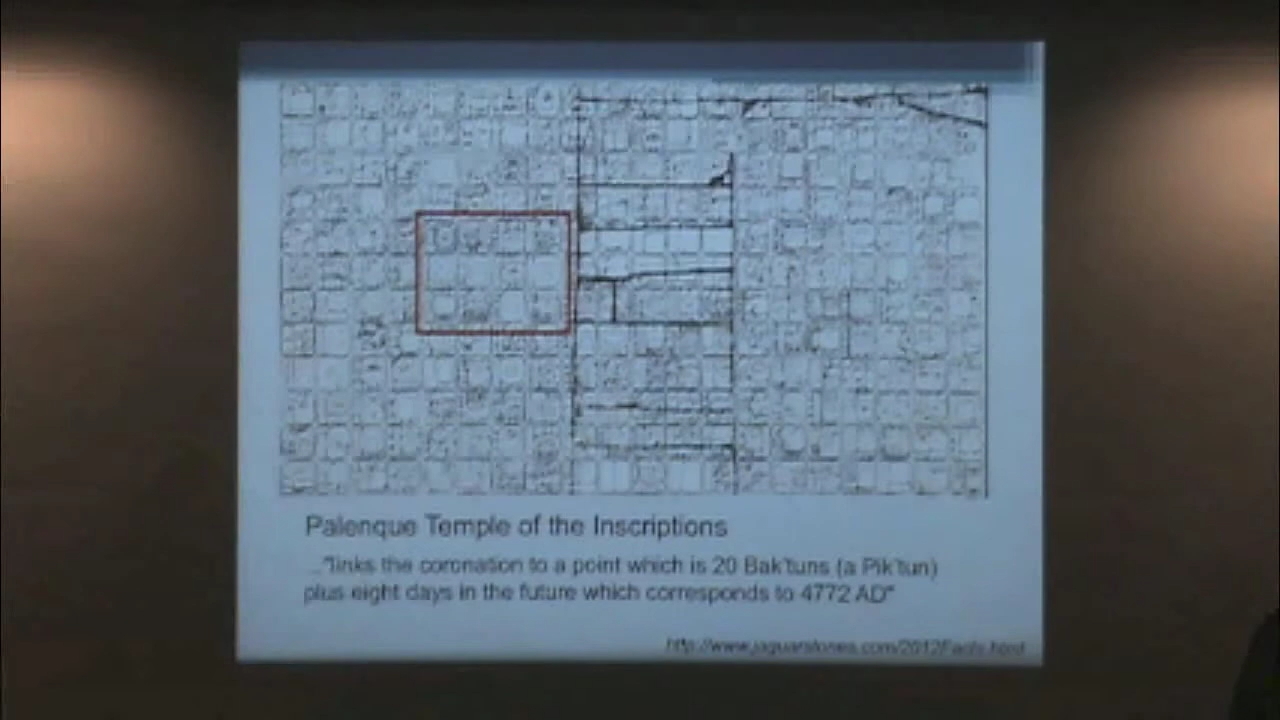 Palenque Temple of the Inscriptions
..."links the coronation to a point which is 20 Bak'tuns (a Pik'tun)
plus eight days in the future which corresponds to 4772 AD"
http://www.jaguarstones.com/2012Facts.html